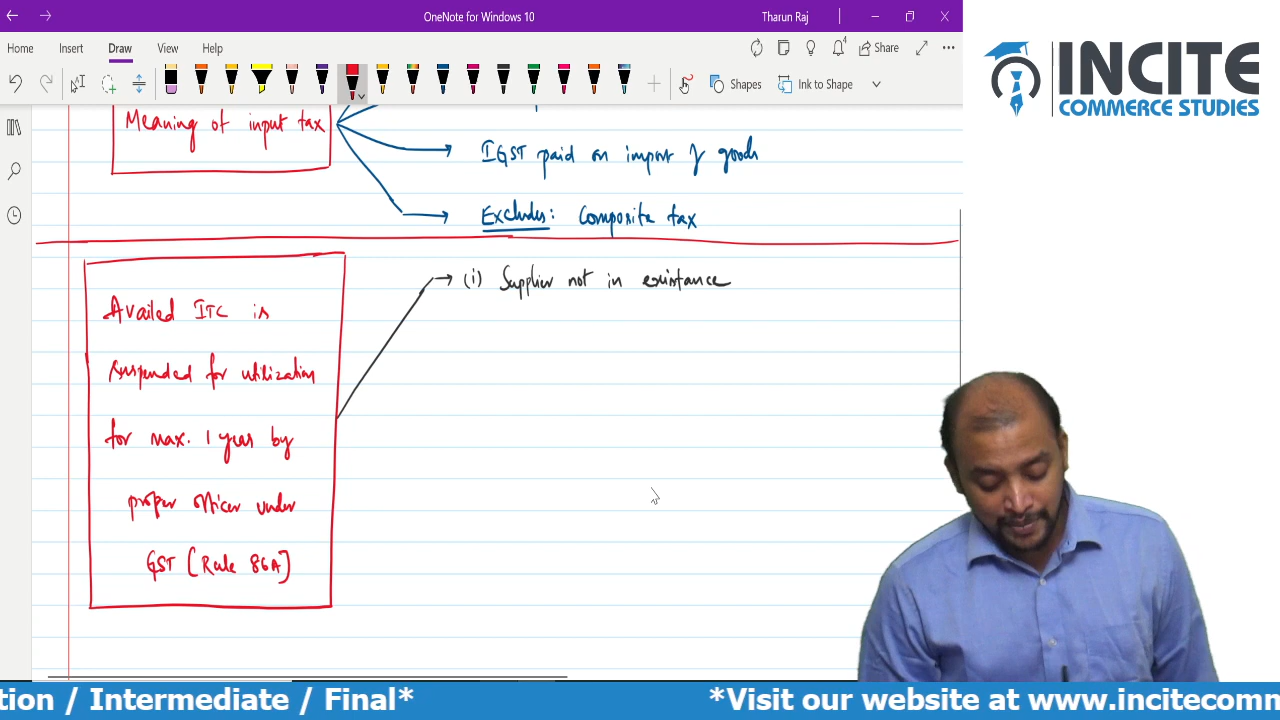 OneNote for Windows 10
Tharun Raj
Home Insert Draw View Help
4
Share
Shapes
Ink to Shape
INCITE
COMMERCE STUDIES
Meaning of input tax
IGST paid on import of goods
Excludes: Composite tax
(i) Supplier not in existance
Availed ITC is
suspended for utilization
for max. 1 year by
proper officer under
GST [Rule 86A]
tion / Intermediate / Final* *Visit our website at www.incitecomm